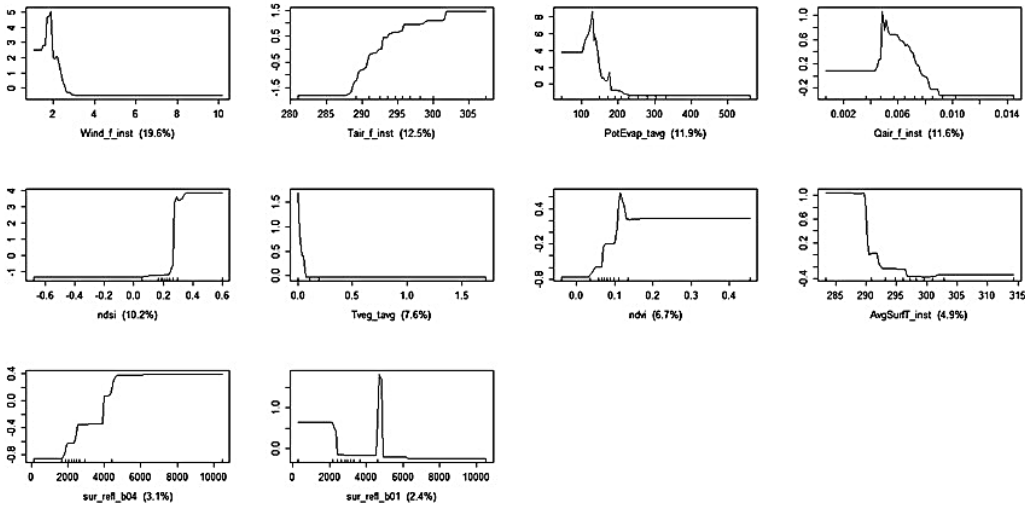 5
4
3
2
1
0
2 4 6 8 10
Wind_f_inst (19.6%)
1.5
0.5
-0.5
-1.5
280 285 290 295 300 305
Tair_f_inst (12.5%)
8
6
4
2
0
100 200 300 400 500
PotEvap_tavg (11.9%)
1.0
0.6
0.2
-0.2
0.002 0.006 0.010 0.014
Qair_f_inst (11.6%)
4
3
2
1
0
-1
-0.6 -0.4 -0.2 0.0 0.2 0.4 0.6
ndsi (10.2%)
1.5
1.0
0.5
0.0
0.0 0.5 1.0 1.5
Tveg_tavg (7.6%)
0.4
-0.2
-0.8
0.0 0.1 0.2 0.3 0.4
ndvi (6.7%)
1.0
0.6
0.2
-0.4
285 290 295 300 305 310 315
AvgSurfT_inst (4.9%)
0.4
0.0
-0.4
-0.8
0 2000 4000 6000 8000 10000
sur_refl_b04 (3.1%)
1.0
0.0
0 2000 4000 6000 8000 10000
sur_refl_b01 (2.4%)